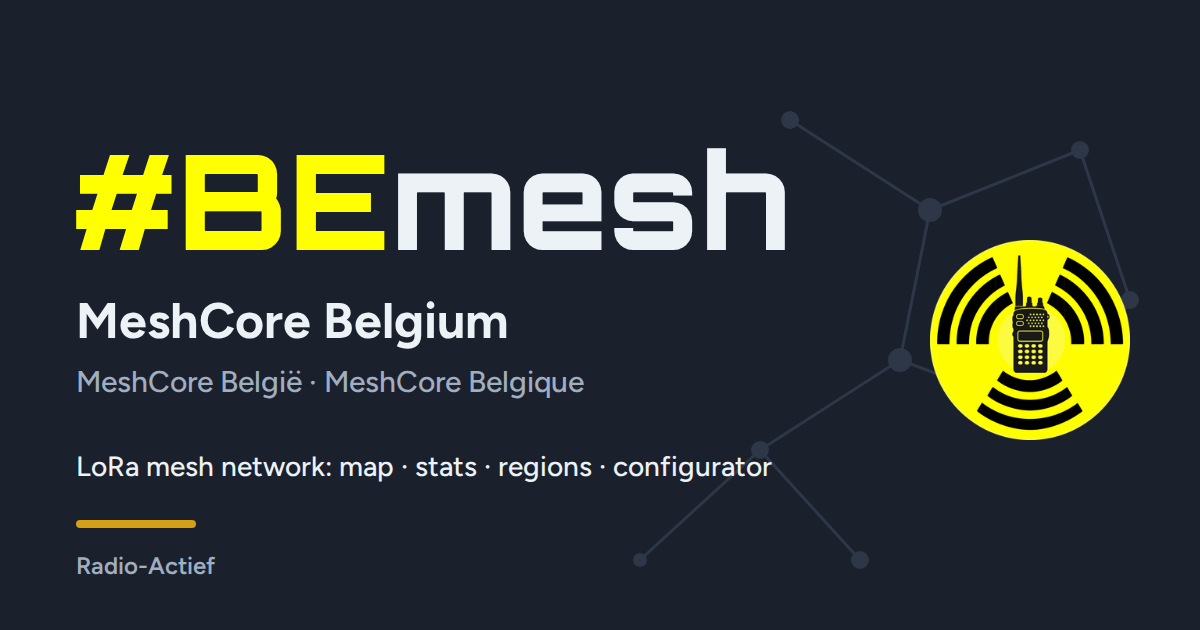 #BEmesh
MeshCore Belgium
MeshCore België · MeshCore Belgique
LoRa mesh network: map · stats · regions · configurator
Radio-Actief